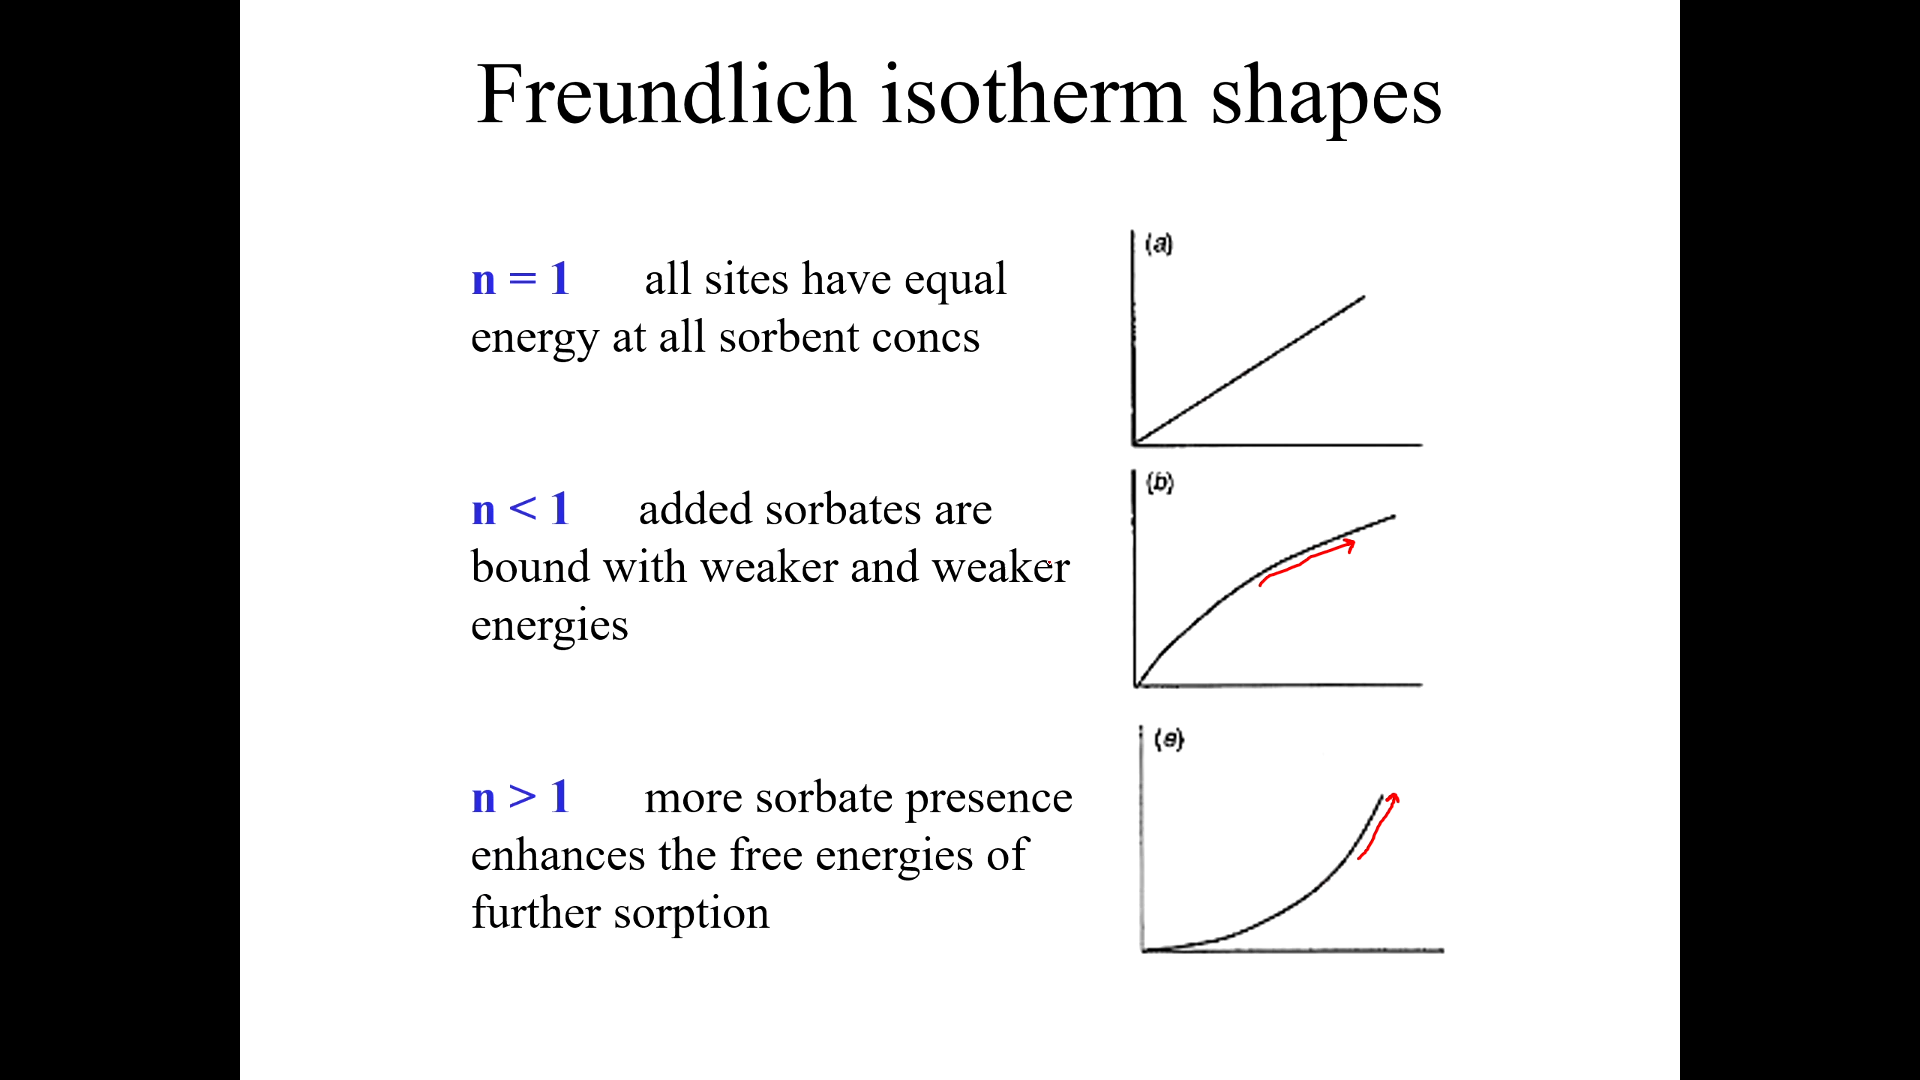 Freundlich isotherm shapes
n = 1 all sites have equal
energy at all sorbent concs
(a)
n < 1 added sorbates are
bound with weaker and weaker
energies
(b)
n > 1 more sorbate presence
enhances the free energies of
further sorption
(e)